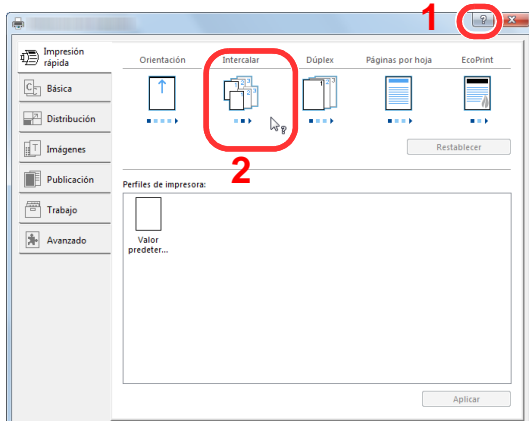 1
?
X
Impresión
rápida
Orientación
Intercalar
Dúplex
Páginas por hoja
EcoPrint
Básica
Distribución
Imágenes
Publicación
Trabajo
Avanzado
?
2
Restablecer
Perfiles de impresora:
Valor
predeter...
Aplicar